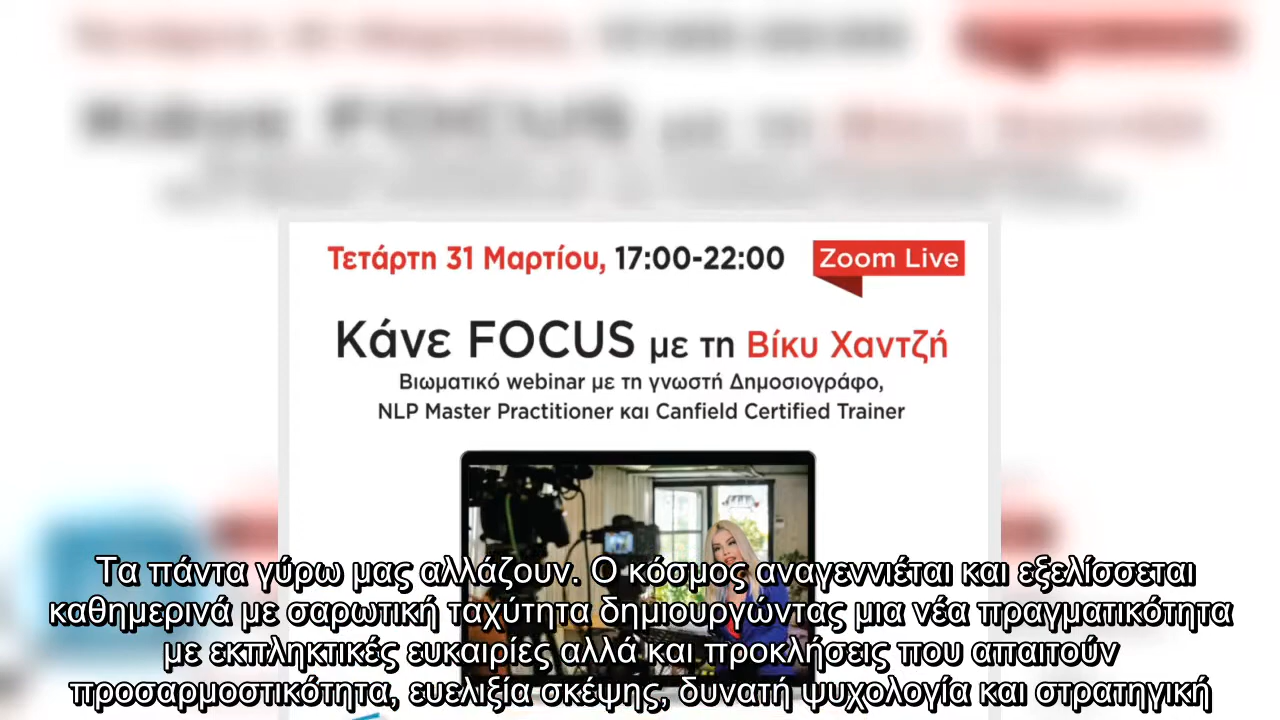 Τετάρτη 31 Μαρτίου, 17:00-22:00 Zoom Live
Κάνε FOCUS με τη Βίκυ Χαντζή
Βιωματικό webinar με τη γνωστή Δημοσιογράφο,
NLP Master Practitioner και Canfield Certified Trainer
Τα πάντα γύρω μας αλλάζουν. Ο κόσμος αναγεννιέται και εξελίσσεται
καθημερινά με σαρωτική ταχύτητα δημιουργώντας μια νέα πραγματικότητα
με εκπληκτικές ευκαιρίες αλλά και προκλήσεις που απαιτούν
προσαρμοστικότητα, ευελιξία σκέψης, δυνατή ψυχολογία και στρατηγική